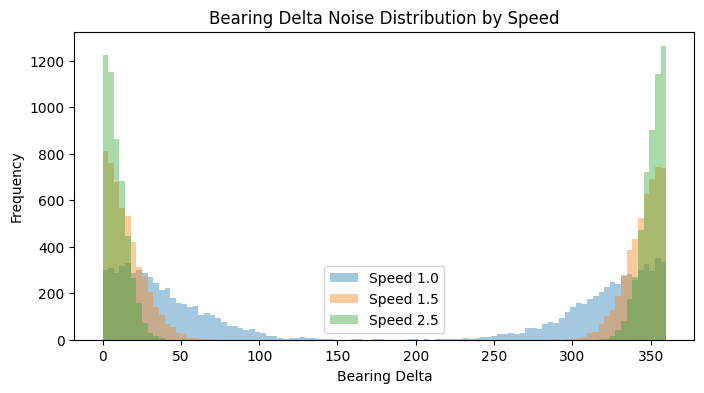 Bearing Delta Noise Distribution by Speed
Frequency
1200
1000
800
600
400
200
0
Speed 1.0
Speed 1.5
Speed 2.5
0 50 100 150 200 250 300 350
Bearing Delta